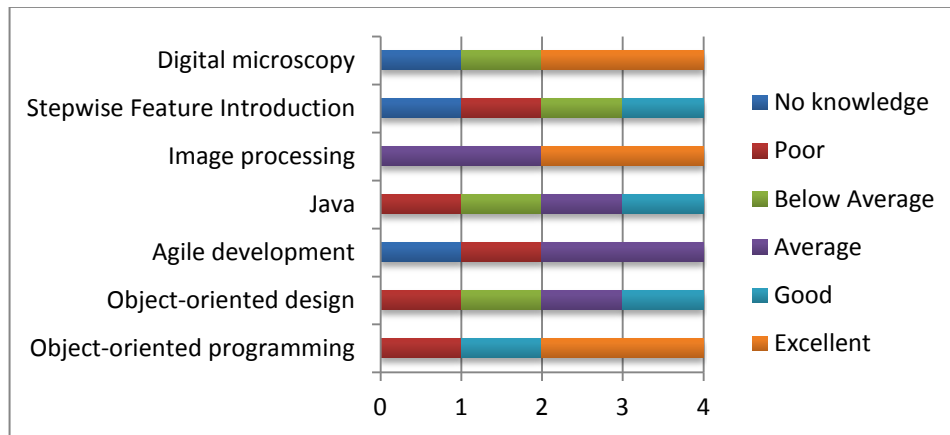 Digital microscopy
Stepwise Feature Introduction
Image processing
Java
Agile development
Object-oriented design
Object-oriented programming
0 1 2 3 4
No knowledge
Poor
Below Average
Average
Good
Excellent